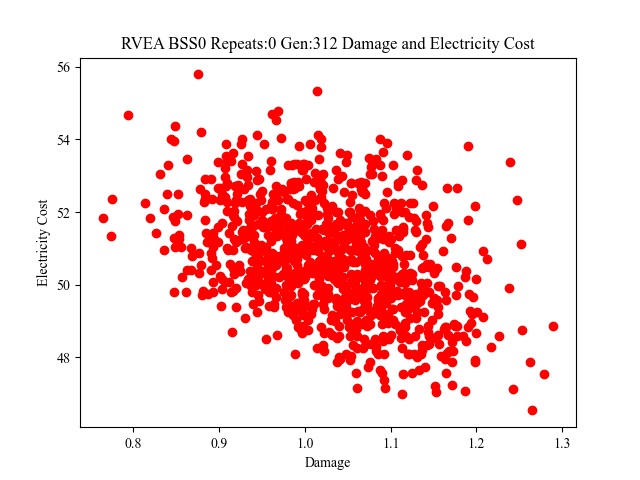 RVEA BSS0 Repeats:0 Gen:312 Damage and Electricity Cost
56
54
52
50
48
Electricity Cost
0.8 0.9 1.0 1.1 1.2 1.3
Damage